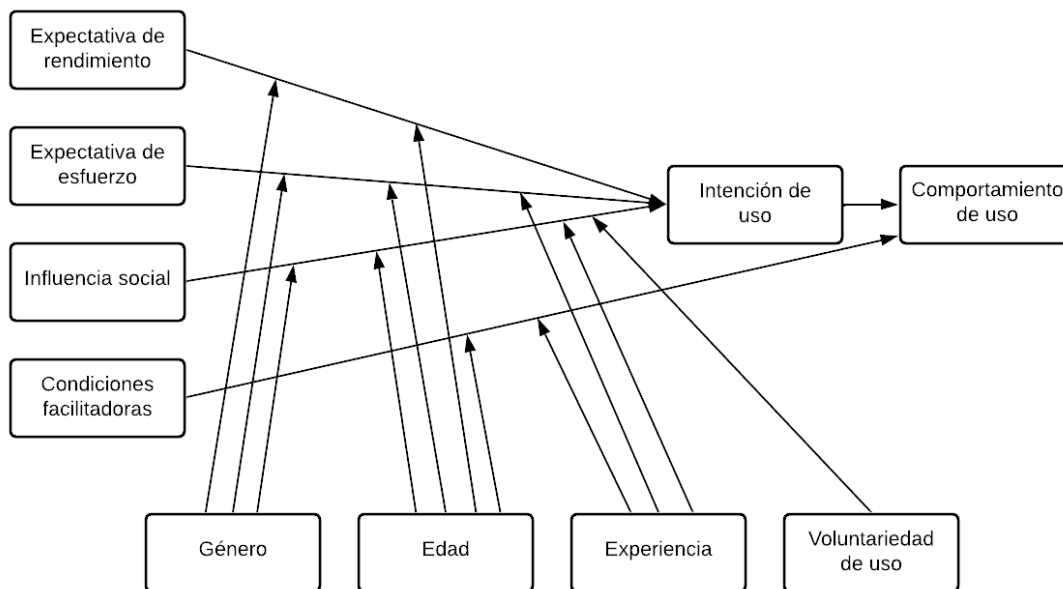 Expectativa de
rendimiento
Expectativa de
esfuerzo
Influencia social
Condiciones
facilitadoras
Intención de
uso
Comportamiento
de uso
Género
Edad
Experiencia
Voluntariedad
de uso